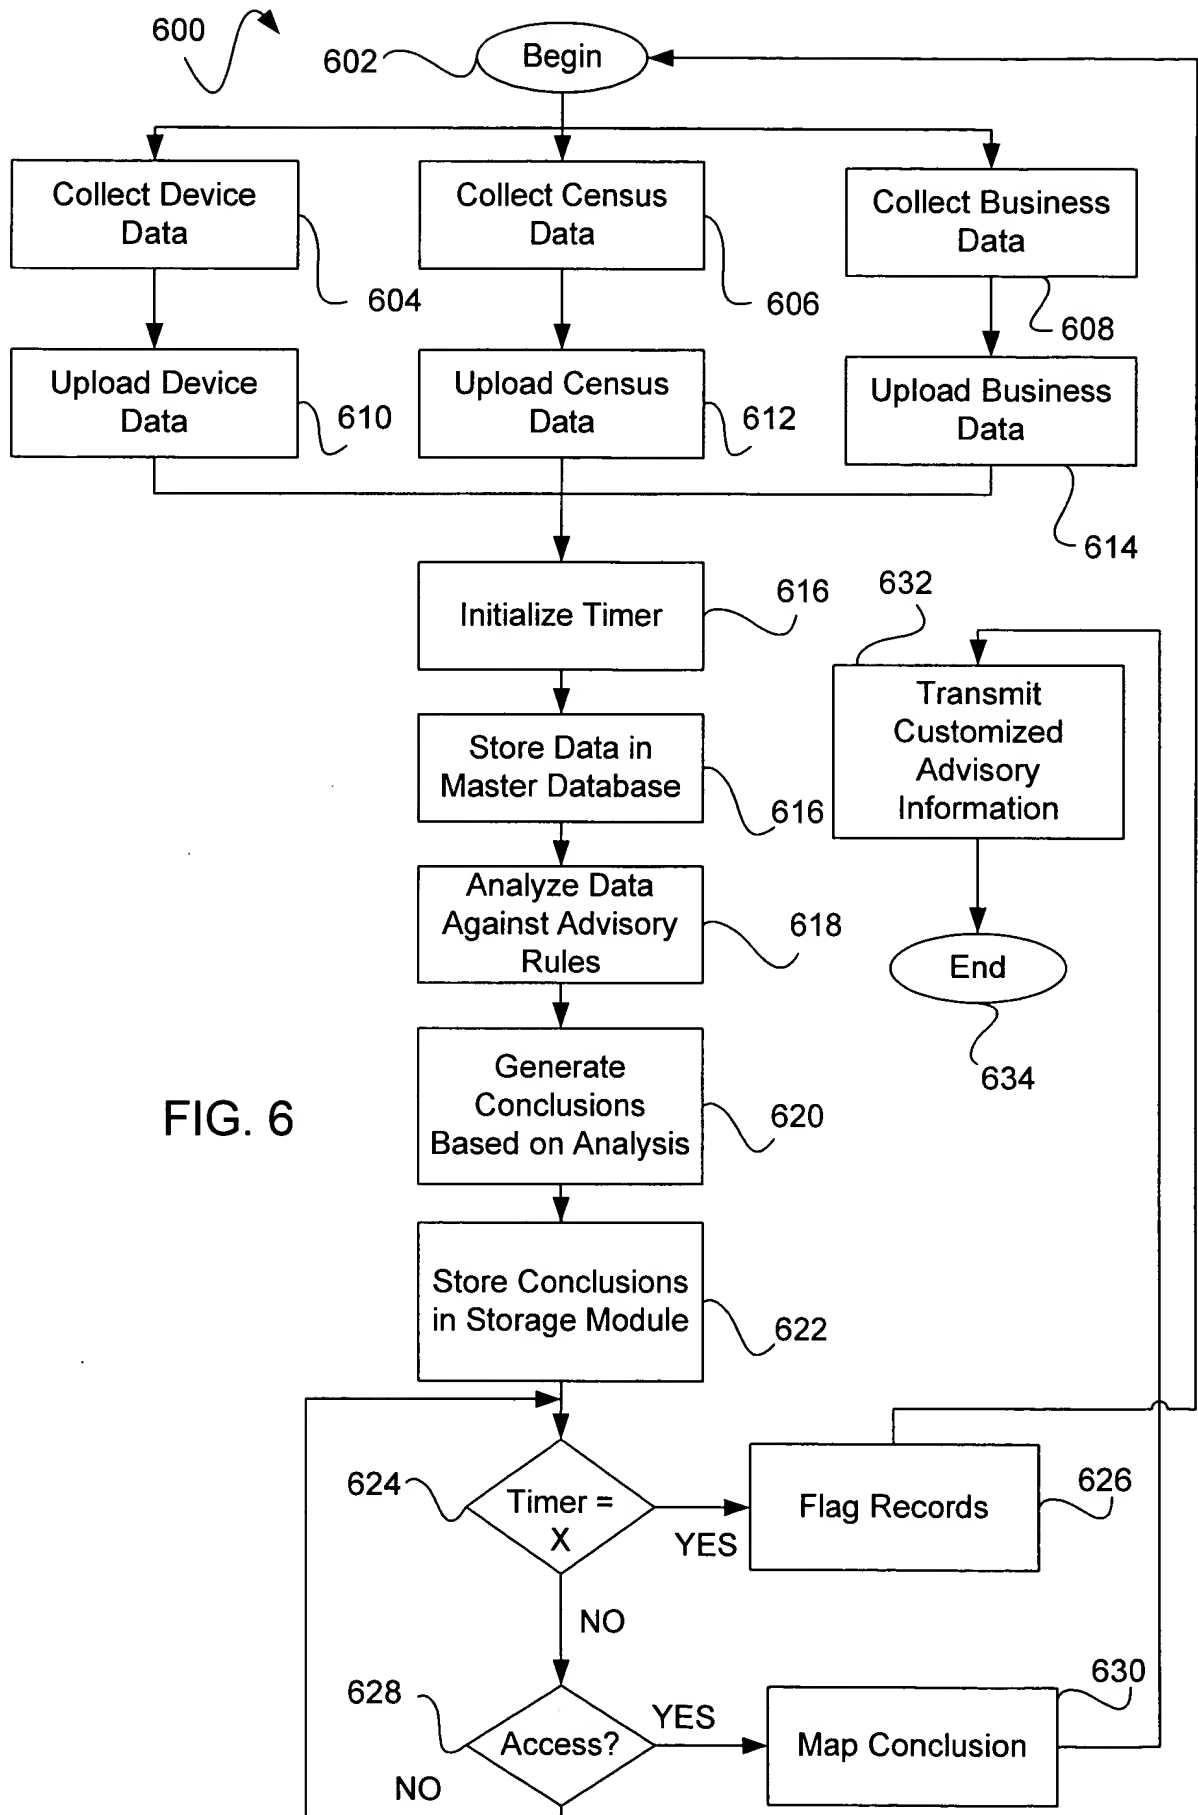 600
602
Begin
Collect Device
Data
Collect Census
Data
Collect Business
Data
604
606
608
Upload Device
Data
Upload Census
Data
Upload Business
Data
610
612
614
Initialize Timer
616
632
Transmit
Customized
Advisory
Information
Store Data in
Master Database
616
Analyze Data
Against Advisory
Rules
618
End
634
Generate
Conclusions
Based on Analysis
620
FIG. 6
Store Conclusions
in Storage Module
622
624
Timer =
X
YES
Flag Records
626
NO
628
Access?
YES
Map Conclusion
630
NO